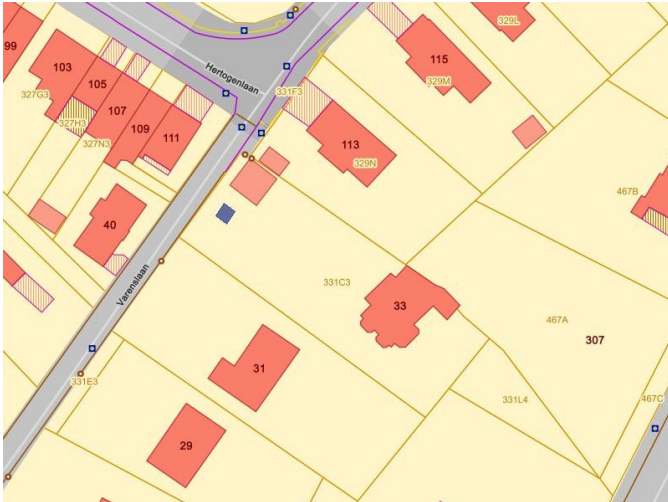 329L
99
103
115
Hertogenlaan
329M
105
327G3
331F3
107
327H3
109
111
113
327N3
329N
467B
40
Varenslaan
331C3
33
467A
307
31
331E3
331L4
467C
29